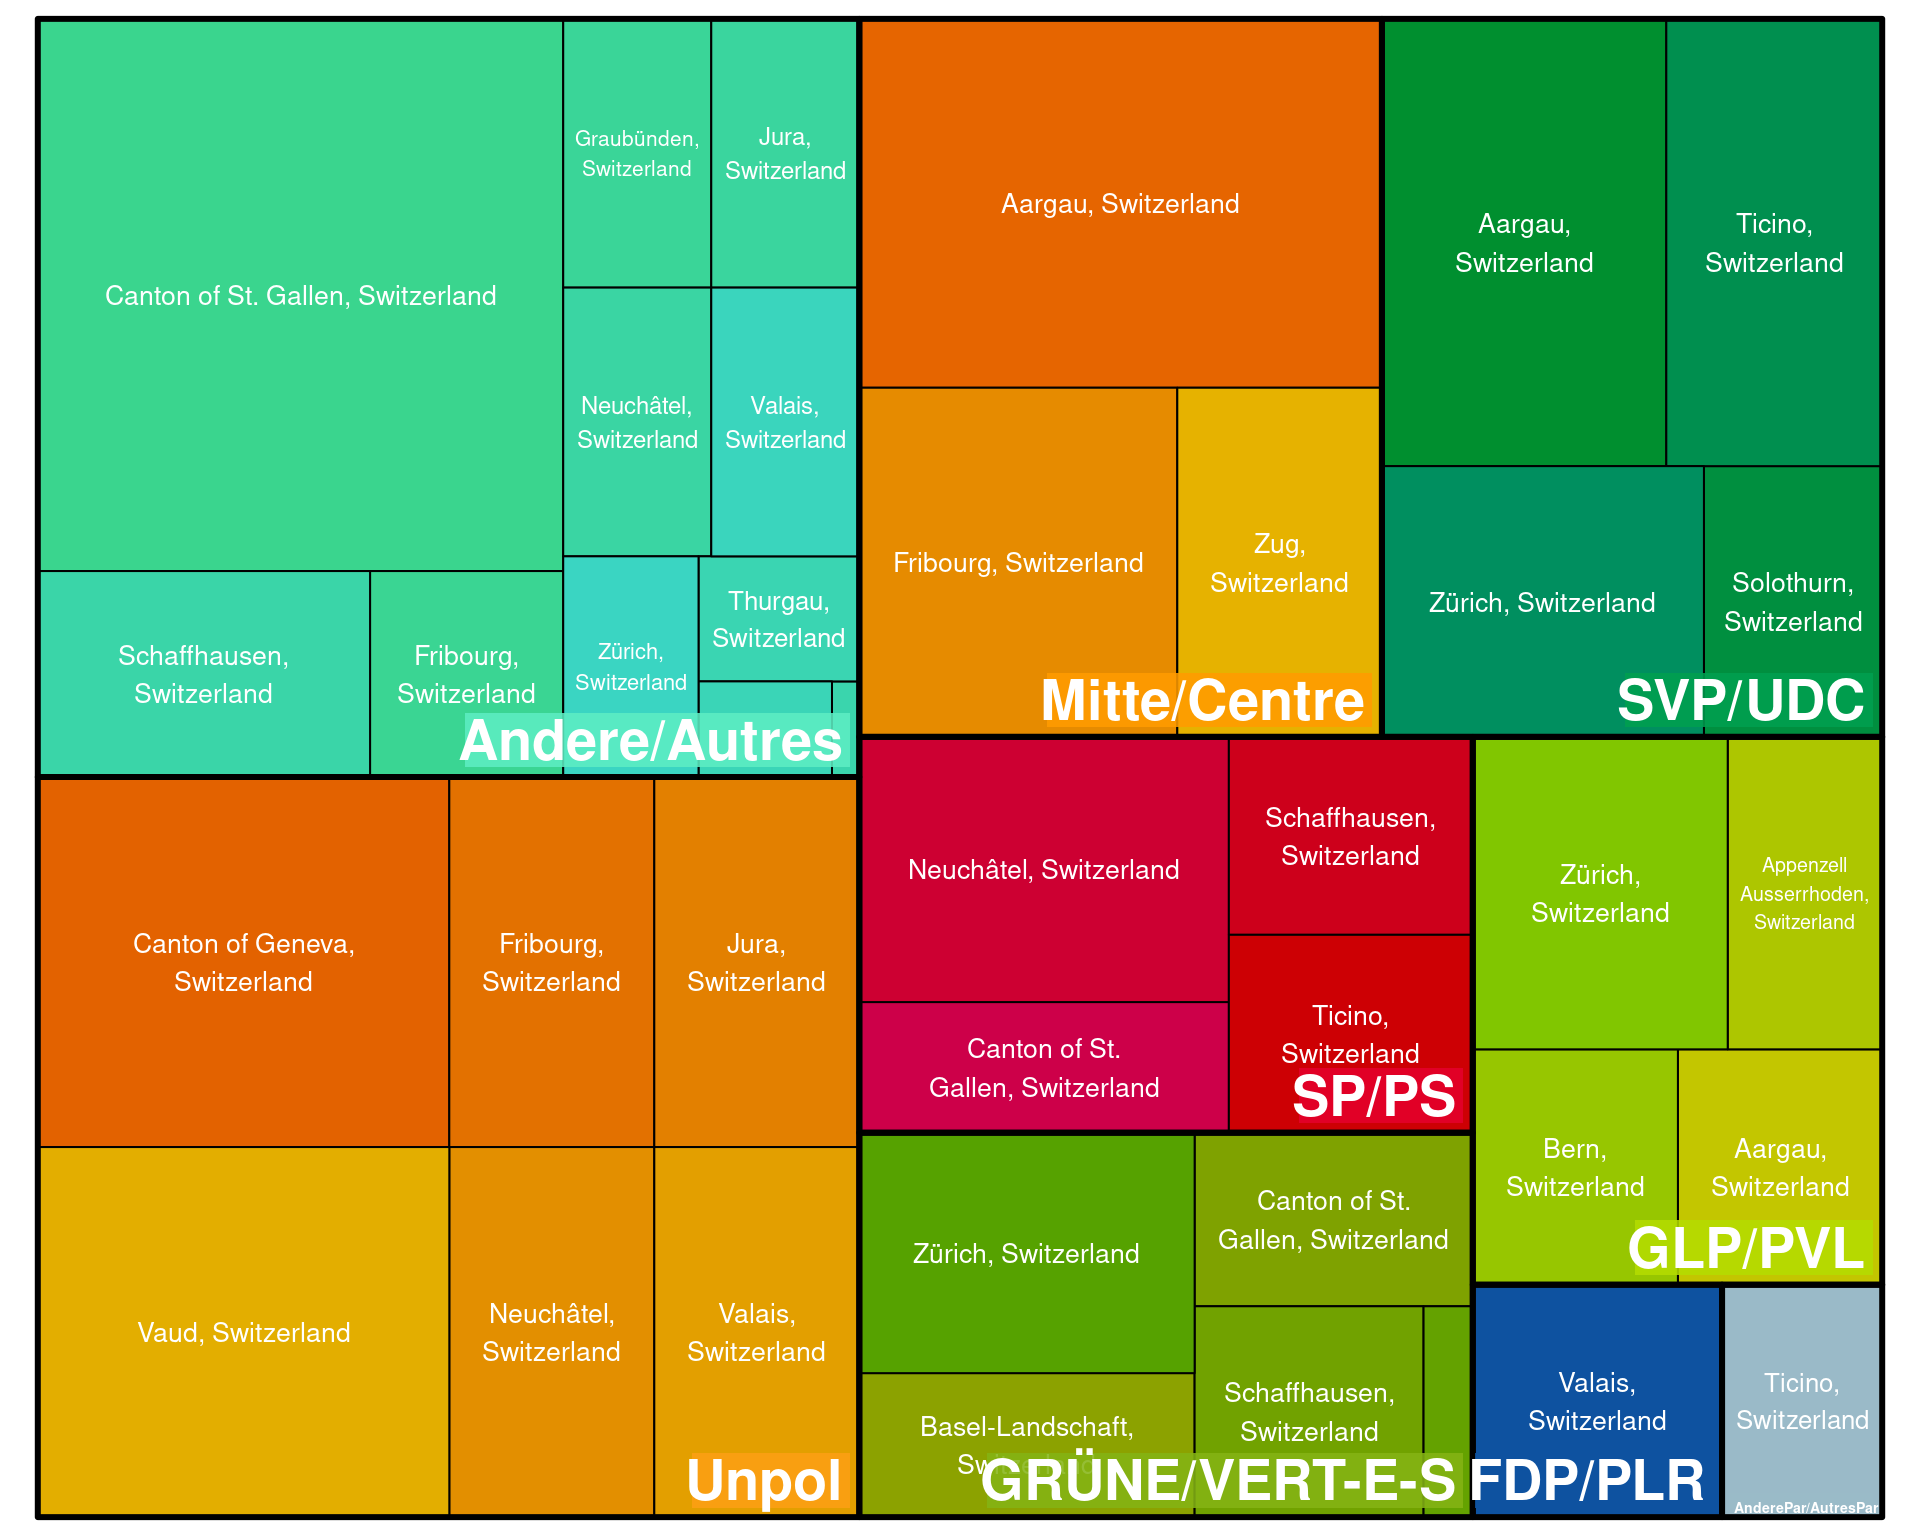 Canton of St. Gallen, Switzerland
Graubünden,
Switzerland
Jura,
Switzerland
Neuchâtel,
Switzerland
Valais,
Switzerland
Schaffhausen,
Switzerland
Fribourg,
Switzerland
Zürich,
Switzerland
Thurgau,
Switzerland
Andere/Autres
Aargau, Switzerland
Fribourg, Switzerland
Zug,
Switzerland
Mitte/Centre
Aargau,
Switzerland
Ticino,
Switzerland
Zürich, Switzerland
Solothurn,
Switzerland
SVP/UDC
Canton of Geneva,
Switzerland
Fribourg,
Switzerland
Jura,
Switzerland
Vaud, Switzerland
Neuchâtel,
Switzerland
Valais,
Switzerland
Unpol
Neuchâtel, Switzerland
Schaffhausen,
Switzerland
Canton of St.
Gallen, Switzerland
Ticino,
Switzerland
SP/PS
Zürich,
Switzerland
Appenzell
Ausserrhoden,
Switzerland
Bern,
Switzerland
Aargau,
Switzerland
GLP/PVL
Zürich, Switzerland
Canton of St.
Gallen, Switzerland
Basel-Landschaft,
Switzerland
Schaffhausen,
Switzerland
GRÜNE/VERT-E-S
Valais,
Switzerland
FDP/PLR
Ticino,
Switzerland
AnderePar/AutresPar